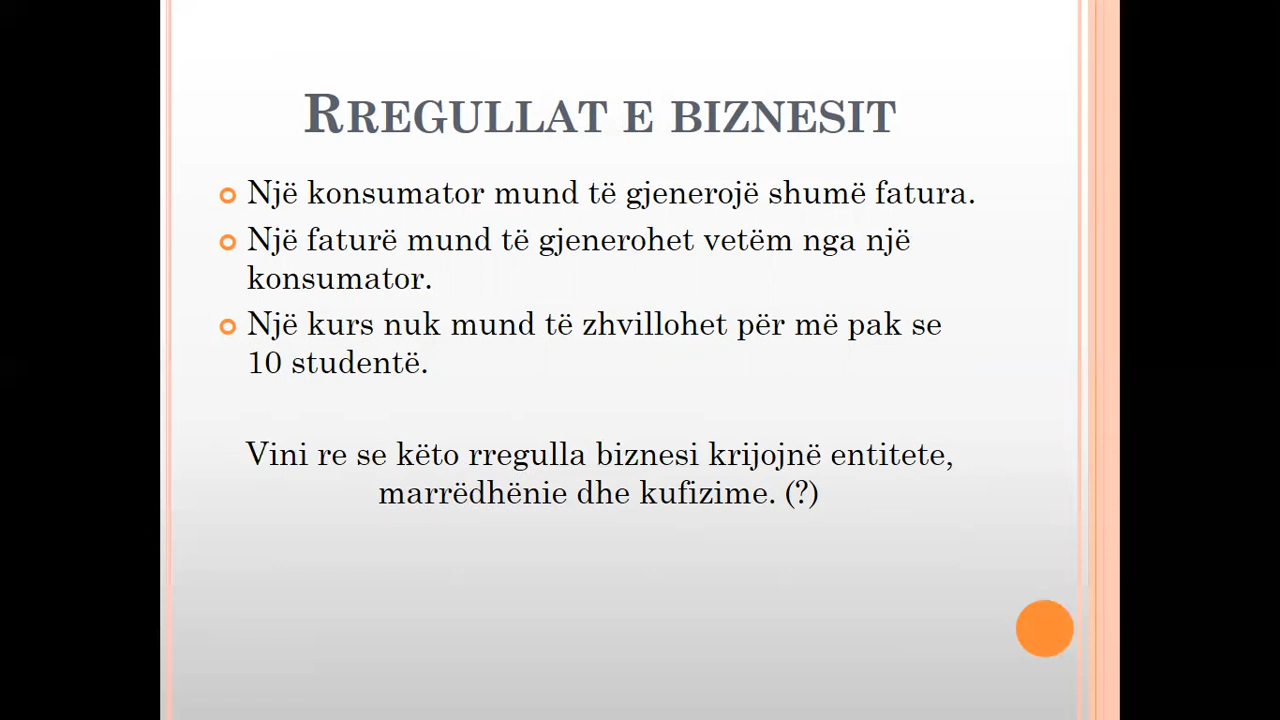 RREGULLAT E BIZNESIT
Një konsumator mund të gjenerojë shumë fatura.
Një faturë mund të gjenerohet vetëm nga një
konsumator.
Një kurs nuk mund të zhvillohet për më pak se
10 studentë.
Vini re se këto rregulla biznesi krijojnë entitete,
marrëdhënie dhe kufizime. (?)